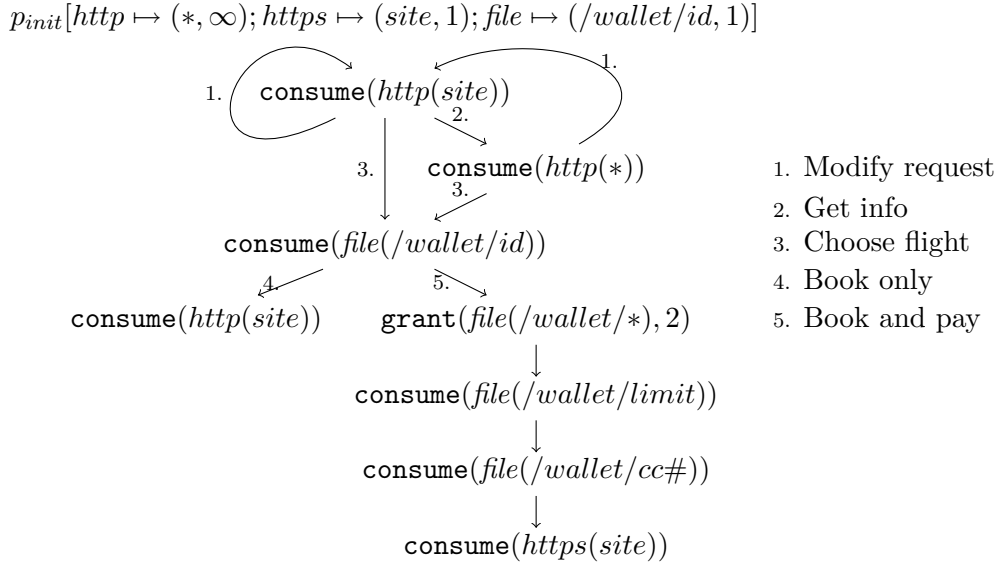 p_init[http ↦ (*, ∞); https ↦ (site, 1); file ↦ (/wallet/id, 1)]
1.
1.
consume(http(site))
2.
3.
consume(http(*))
3.
1. Modify request
2. Get info
3. Choose flight
4. Book only
5. Book and pay
consume(file(/wallet/id))
4.
5.
consume(http(site))
grant(file(/wallet/*), 2)
consume(file(/wallet/limit))
consume(file(/wallet/cc#))
consume(https(site))